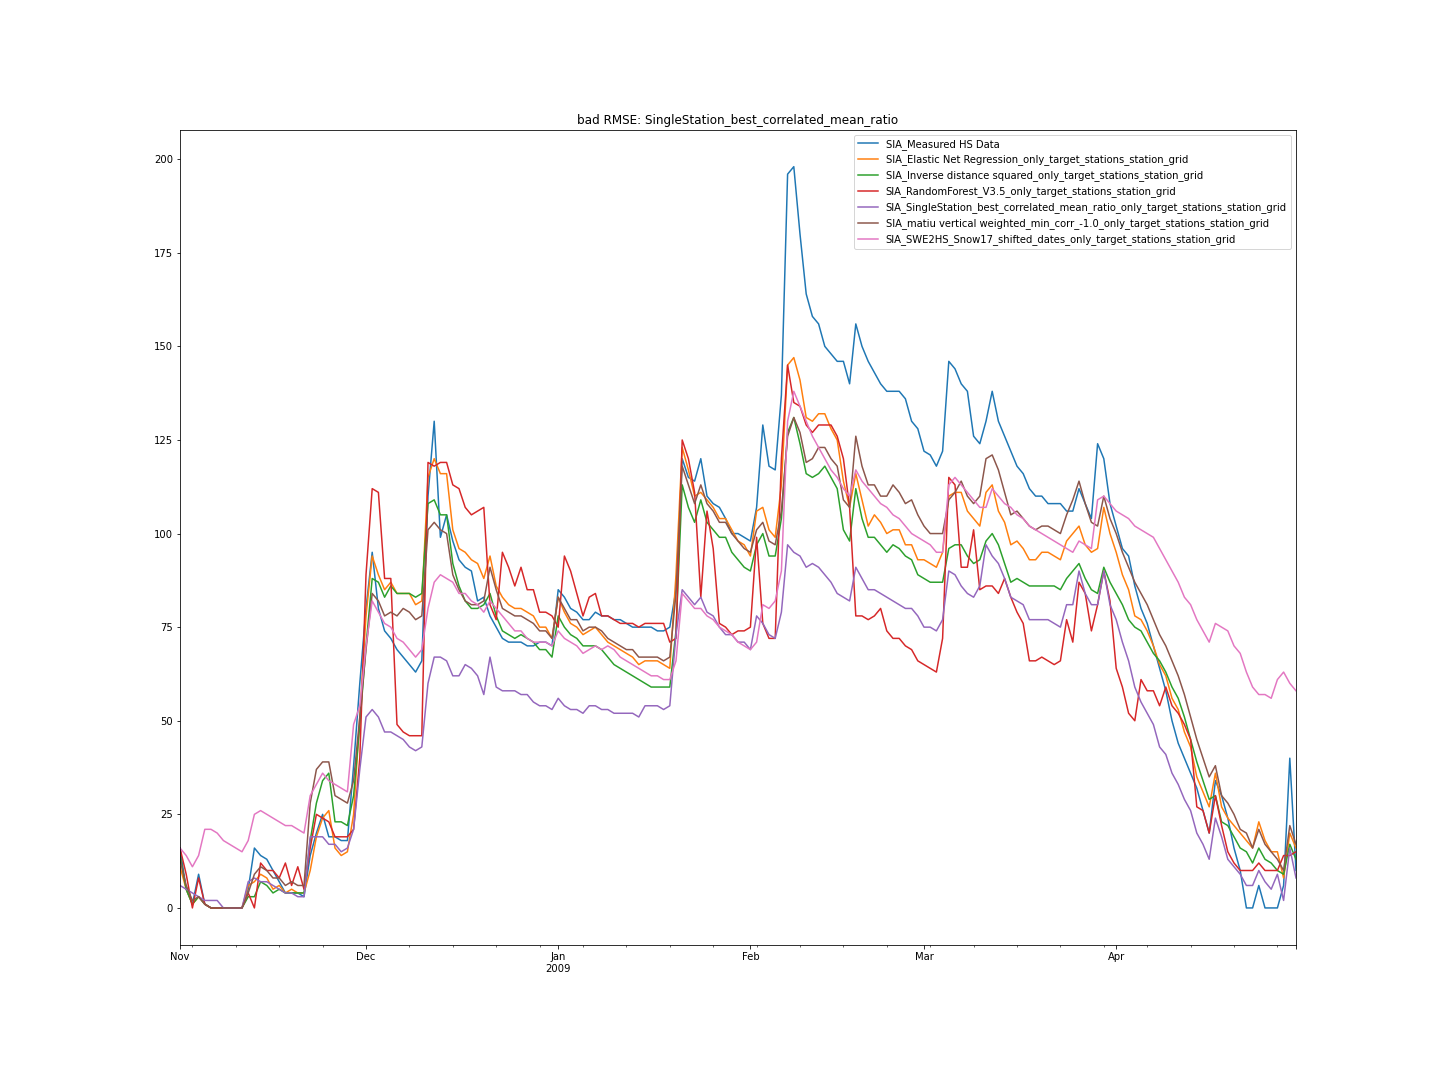 bad RMSE: SingleStation_best_correlated_mean_ratio
SIA_Measured HS Data
SIA_Elastic Net Regression_only_target_stations_station_grid
SIA_Inverse distance squared_only_target_stations_station_grid
SIA_RandomForest_V3.5_only_target_stations_station_grid
SIA_SingleStation_best_correlated_mean_ratio_only_target_stations_station_grid
SIA_matiu vertical weighted_min_corr_-1.0_only_target_stations_station_grid
SIA_SWE2HS_Snow17_shifted_dates_only_target_stations_station_grid
200
175
150
125
100
75
50
25
0
Nov Dec Jan Feb Mar Apr
2009